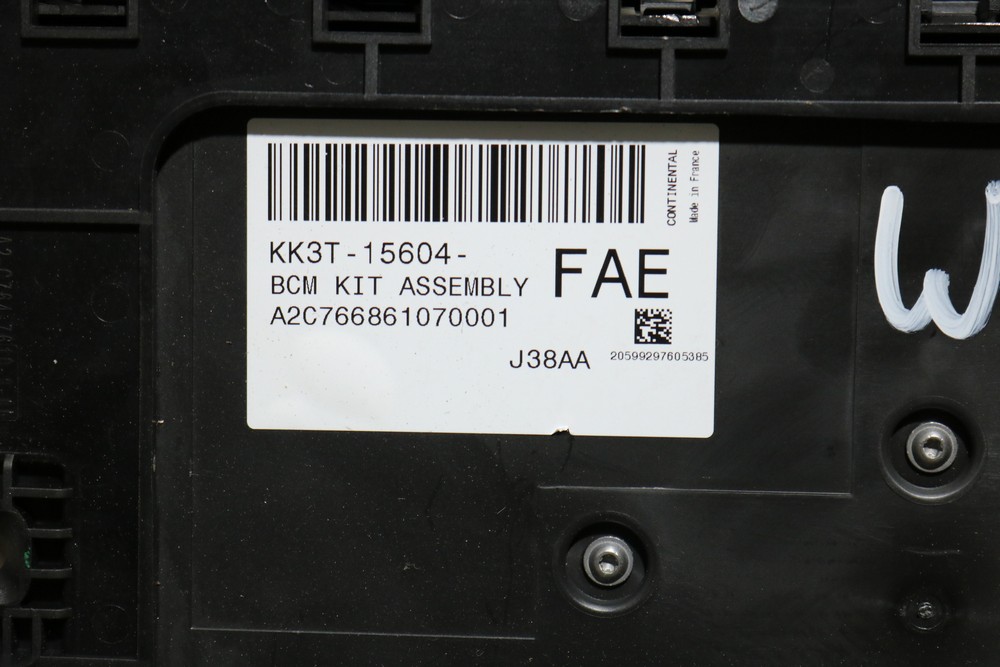 CONTINENTAL
Made in France
KK3T-15604-
FAE
BCM KIT ASSEMBLY
A2C766861070001
J38AA
20599297605385
W